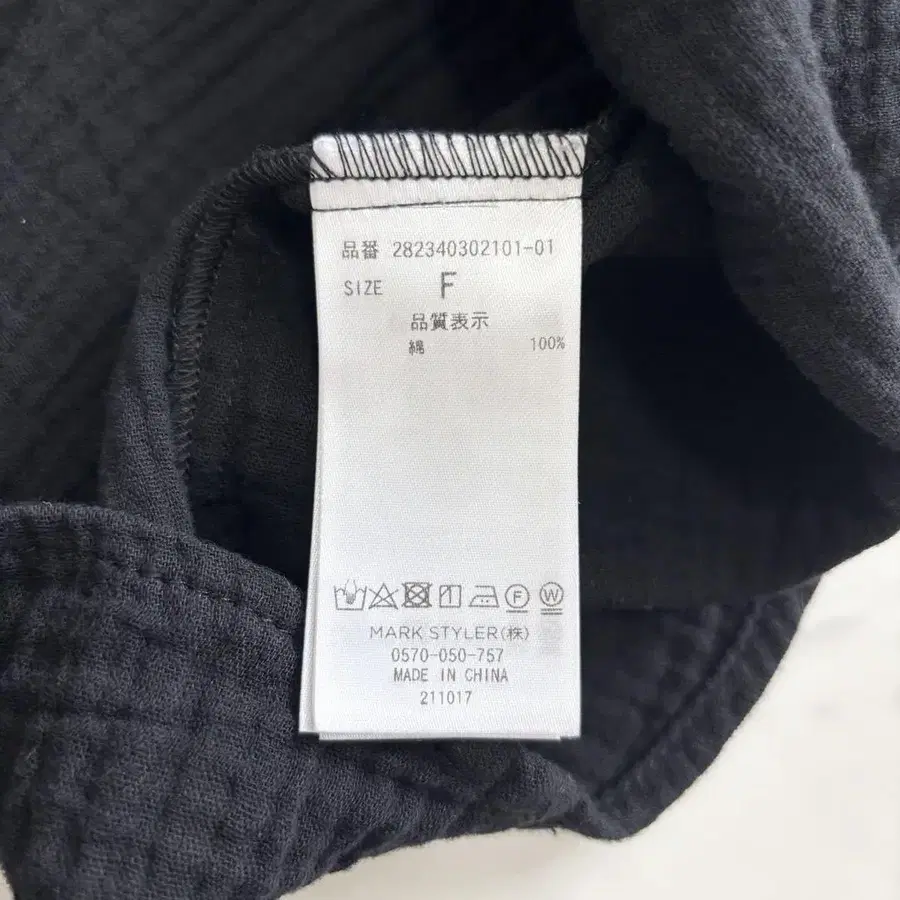 品番 282340302101-01
SIZE F
品質表示
綿 100%
F W
MARK STYLER(株)
0570-050-757
MADE IN CHINA
211017